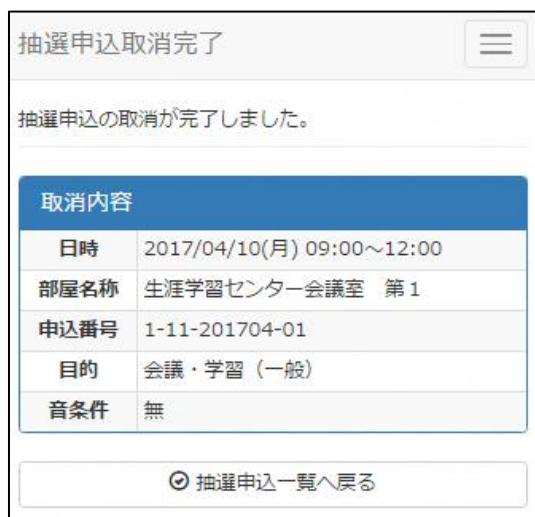 抽選申込取消完了
抽選申込の取消が完了しました。
取消内容
日時 2017/04/10(月) 09:00～12:00
部屋名称 生涯学習センター会議室　第１
申込番号 1-11-201704-01
目的 会議・学習（一般）
音条件 無
抽選申込一覧へ戻る